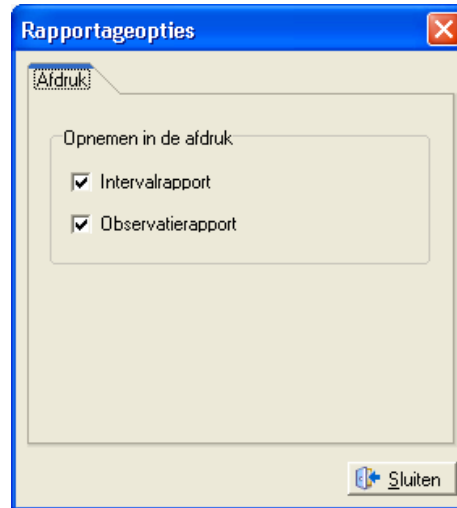 Rapportageopties
Afdruk
Opnemen in de afdruk
Intervalrapport
Observatierapport
Sluiten